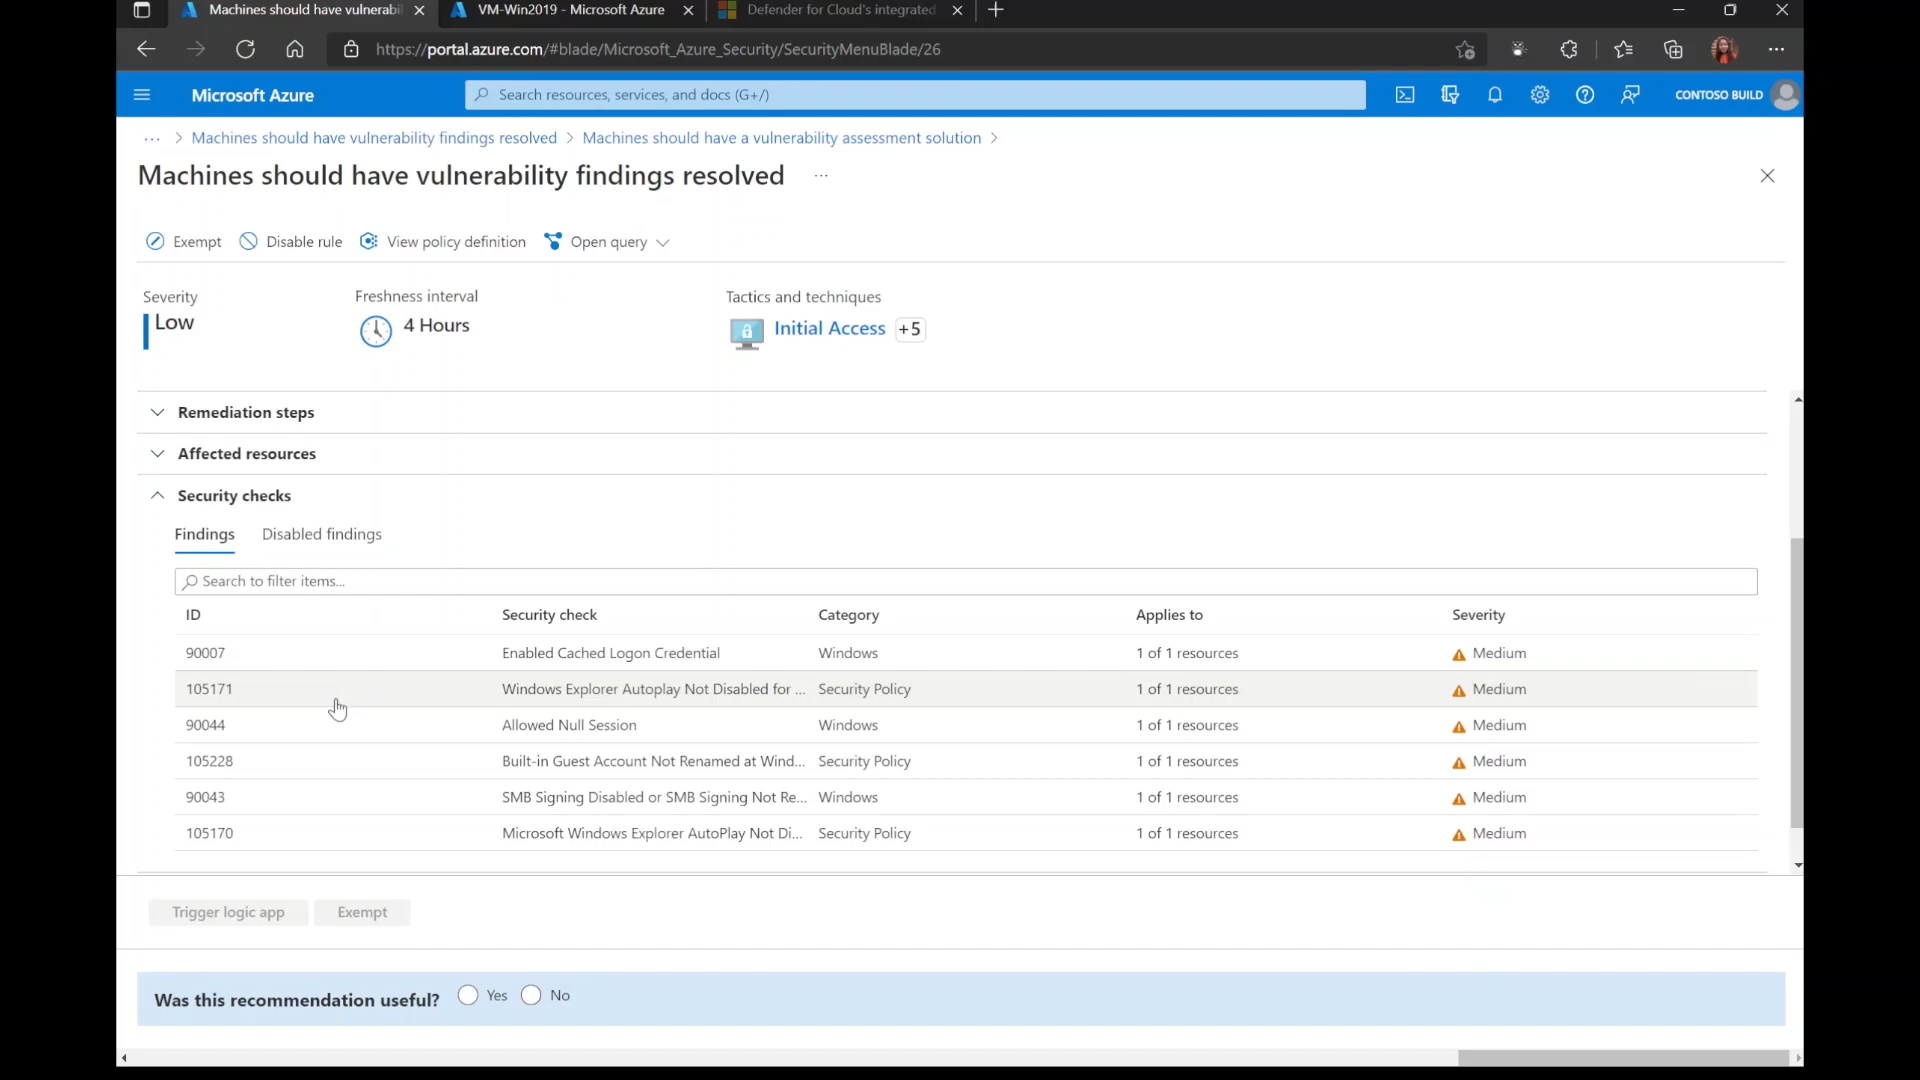 Machines should have vulnerabili
VM-Win2019 - Microsoft Azure
Defender for Cloud's integrated
https://portal.azure.com/#blade/Microsoft_Azure_Security/SecurityMenuBlade/26
Microsoft Azure
Search resources, services, and docs (G+/)
CONTOSO BUILD
... > Machines should have vulnerability findings resolved > Machines should have a vulnerability assessment solution >
Machines should have vulnerability findings resolved ...
Exempt Disable rule View policy definition Open query
Severity Freshness interval Tactics and techniques
Low 4 Hours Initial Access +5
Remediation steps
Affected resources
Security checks
Findings Disabled findings
Search to filter items...
ID Security check Category Applies to Severity
90007 Enabled Cached Logon Credential Windows 1 of 1 resources Medium
105171 Windows Explorer Autoplay Not Disabled for ... Security Policy 1 of 1 resources Medium
90044 Allowed Null Session Windows 1 of 1 resources Medium
105228 Built-in Guest Account Not Renamed at Wind... Security Policy 1 of 1 resources Medium
90043 SMB Signing Disabled or SMB Signing Not Re... Windows 1 of 1 resources Medium
105170 Microsoft Windows Explorer AutoPlay Not Di... Security Policy 1 of 1 resources Medium
Trigger logic app Exempt
Was this recommendation useful? Yes No